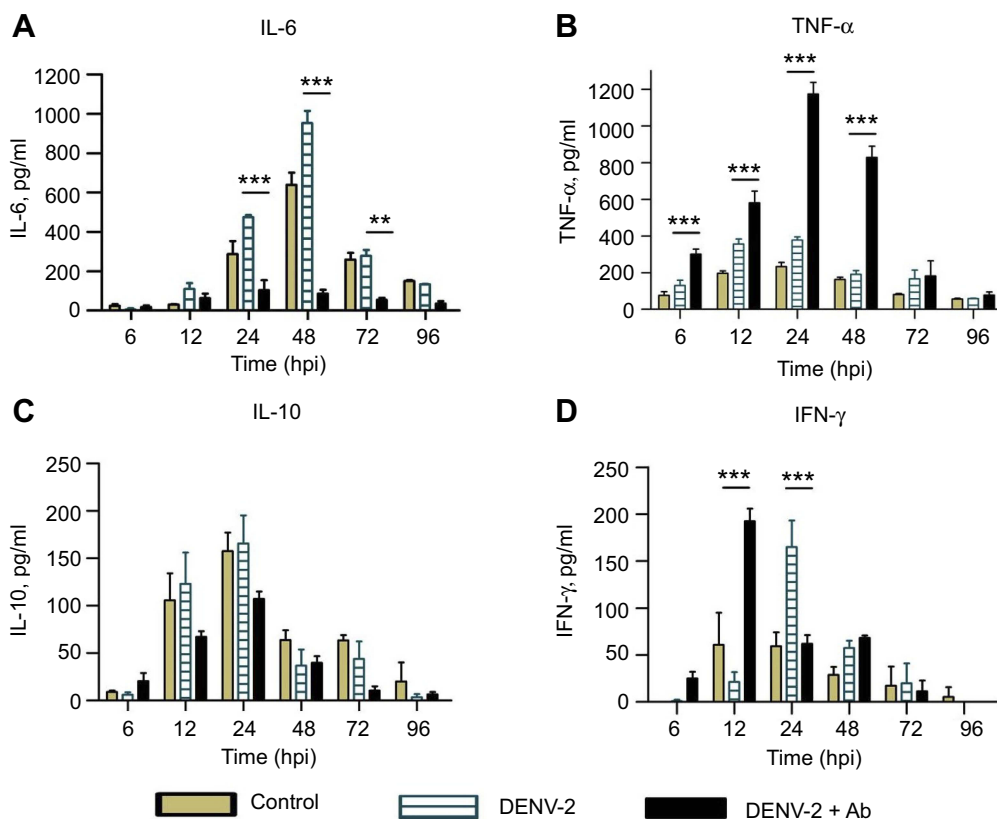 A
IL-6
IL-6, pg/ml
1200
1000
800
600
400
200
0
***
***
**
6 12 24 48 72 96
Time (hpi)
B
TNF-α
TNF-α, pg/ml
1200
1000
800
600
400
200
0
***
***
***
***
6 12 24 48 72 96
Time (hpi)
C
IL-10
IL-10, pg/ml
250
200
150
100
50
0
6 12 24 48 72 96
Time (hpi)
D
IFN-γ
IFN-γ, pg/ml
250
200
150
100
50
0
*** ***
6 12 24 48 72 96
Time (hpi)
Control DENV-2 DENV-2 + Ab